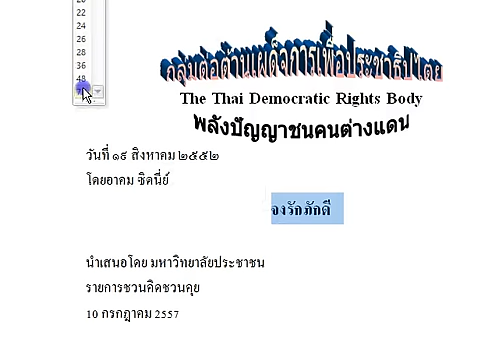 20
22
24
26
28
36
48
กลุ่มต่อต้านเผด็จการเพื่อประชาธิปไตย
The Thai Democratic Rights Body
พลังปัญญาชนคนต่างแดน
วันที่ ๑๙ สิงหาคม ๒๕๕๒
โดยอาคม ซิดนี่ย์
จงรักภักดี
นำเสนอโดย มหาวิทยาลัยประชาชน
รายการชวนคิดชวนคุย
10 กรกฎาคม 2557